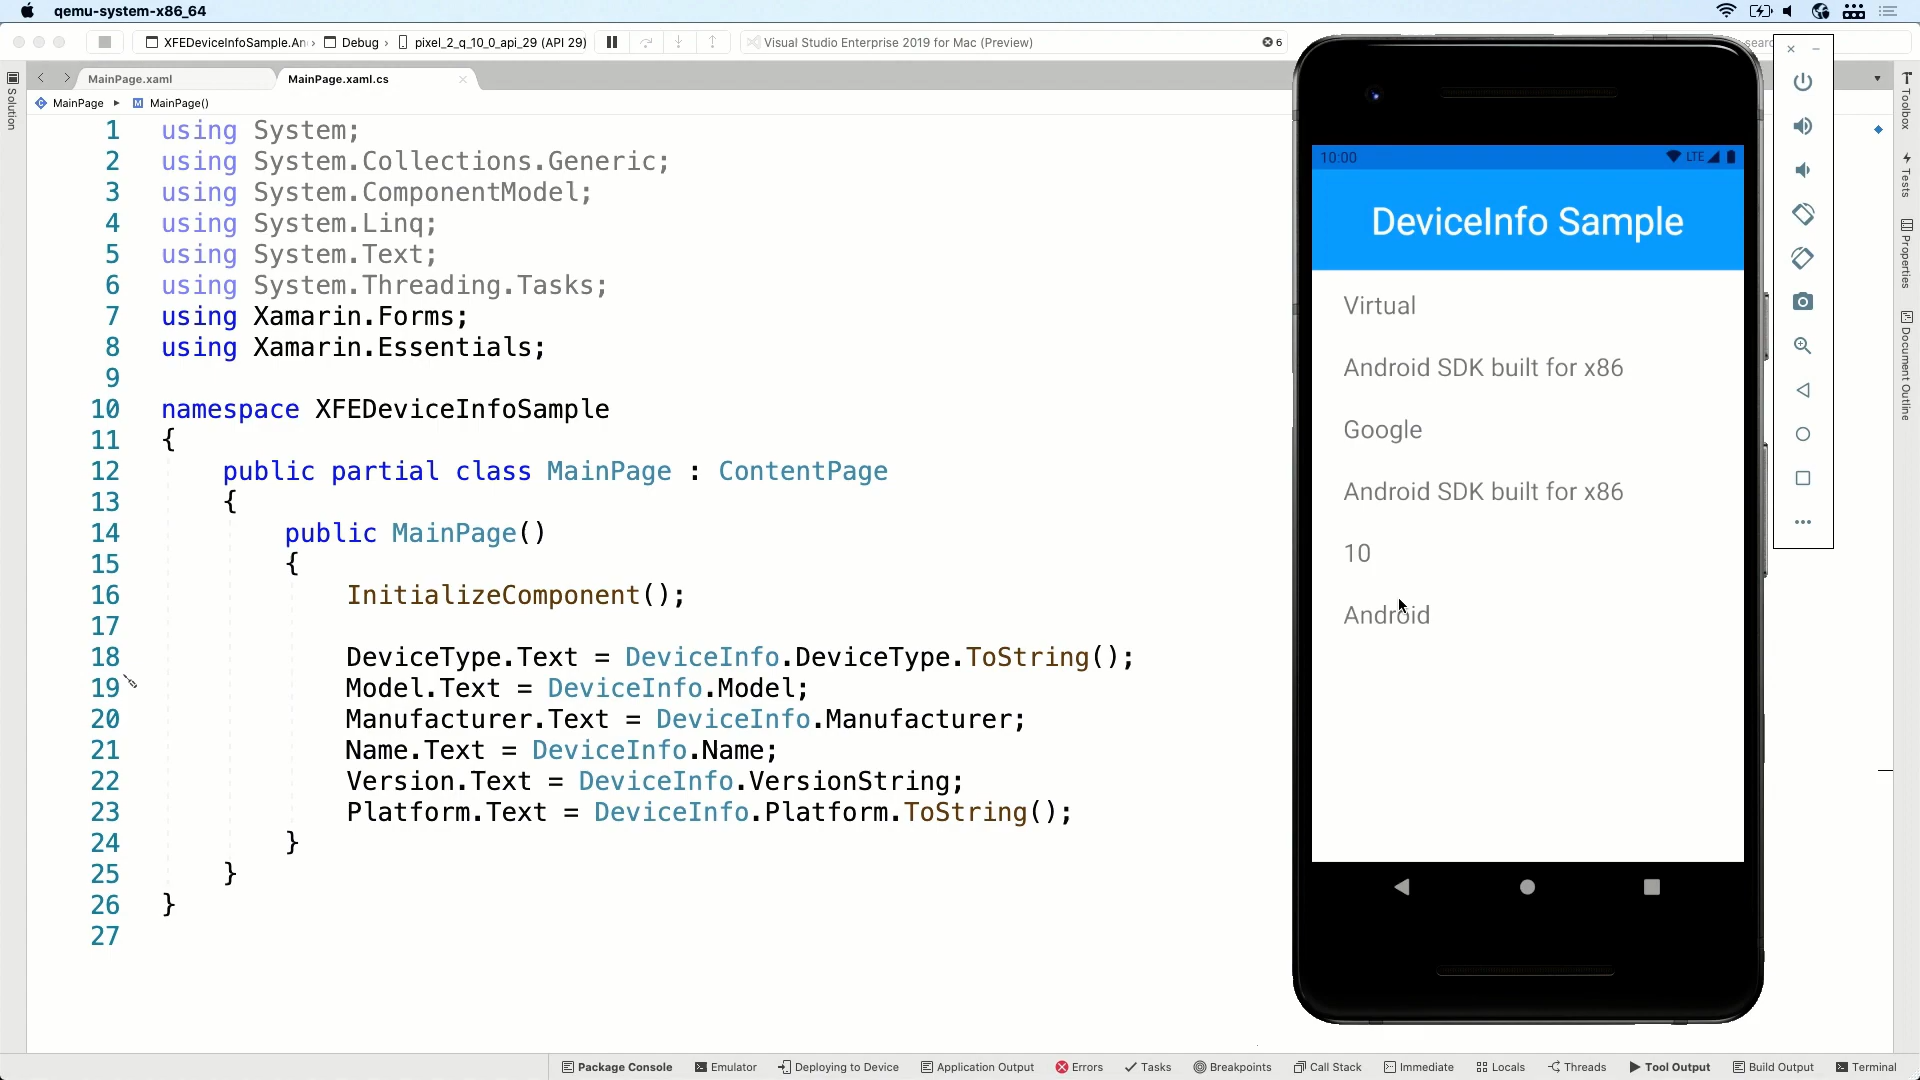 qemu-system-x86_64
XFEDeviceInfoSample.An
Debug
pixel_2_q_10_0_api_29 (API 29)
Visual Studio Enterprise 2019 for Mac (Preview)
6
MainPage.xaml
MainPage.xaml.cs
MainPage
MainPage()
Solution
1 using System;
2 using System.Collections.Generic;
3 using System.ComponentModel;
4 using System.Linq;
5 using System.Text;
6 using System.Threading.Tasks;
7 using Xamarin.Forms;
8 using Xamarin.Essentials;
9
10 namespace XFEDeviceInfoSample
11 {
12 public partial class MainPage : ContentPage
13 {
14 public MainPage()
15 {
16 InitializeComponent();
17
18 DeviceType.Text = DeviceInfo.DeviceType.ToString();
19 Model.Text = DeviceInfo.Model;
20 Manufacturer.Text = DeviceInfo.Manufacturer;
21 Name.Text = DeviceInfo.Name;
22 Version.Text = DeviceInfo.VersionString;
23 Platform.Text = DeviceInfo.Platform.ToString();
24 }
25 }
26 }
27
10:00
LTE
DeviceInfo Sample
Virtual
Android SDK built for x86
Google
Android SDK built for x86
10
Android
Toolbox
Tests
Properties
Document Outline
Package Console
Emulator
Deploying to Device
Application Output
Errors
Tasks
Breakpoints
Call Stack
Immediate
Locals
Threads
Tool Output
Build Output
Terminal